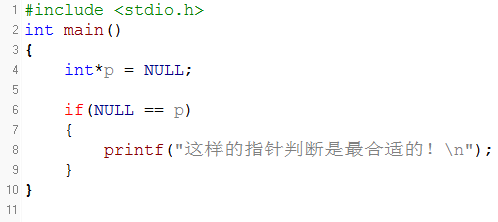 1 #include <stdio.h>
2 int main()
3 {
4     int*p = NULL;
5
6     if(NULL == p)
7     {
8         printf("这样的指针判断是最合适的！\n");
9     }
10 }
11